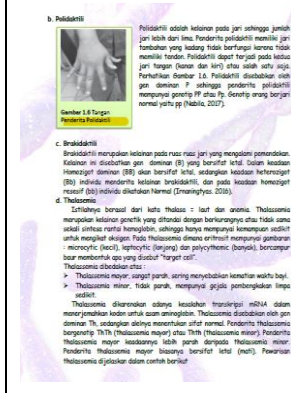 b. Polidaktili
Polidaktili adalah kelainan pada jari sehingga jumlah
jari lebih dari lima. Penderita polidaktili memiliki jari
tambahan yang kadang tidak berfungsi karena tidak
memiliki tendon. Polidaktili dapat terjadi pada kedua
jari tangan (kanan dan kiri) atau salah satu saja.
Perhatikan Gambar 1.6. Polidaktili disebabkan oleh
gen dominan P sehingga penderita polidaktili
mempunyai genotip PP atau Pp. Genotip orang berjari
normal yaitu pp (Nabila, 2017).
Gambar 1.6 Tangan
Penderita Polidaktili
c. Brakidaktili
Brakidaktili merupakan kelainan pada ruas ruas jari yang mengalami pemendekan.
Kelainan ini disebabkan gen dominan (B) yang bersifat letal. Dalam keadaan
Homozigot dominan (BB) akan bersifat letal, sedangkan keadaan heterozigot
(Bb) individu menderita kelainan brakidaktili, dan pada keadaan homozigot
resesif (bb) individu dikatakan Normal (Irnaningtyas, 2016).
d. Thalasemia
Istilahnya berasal dari kata thalasa = laut dan anemia. Thalassemia
merupakan kelainan genetik yang ditandai dengan berkurangnya atau tidak sama
sekali sintesa rantai hemoglobin, sehingga hanya mempunyai kemampuan sedikit
untuk mengikat oksigen. Pada thalassemia dimana eritrosit mempunyai gambaran
: microcytic (kecil), leptocytic (lonjong) dan polycythemic (banyak), bercampur
baur membentuk apa yang disebut "target cell".
Thalassemia dibedakan atas :
➤ Thalassemia mayor, sangat parah, sering menyebabkan kematian waktu bayi.
➤ Thalassemia minor, tidak parah, mempunyai gejala pembengkakan limpa
sedikit.
Thalassemia dikarenakan adanya kesalahan transkripsi mRNA dalam
menerjemahkan kodon untuk asam aminoglobin. Thalassemia disebabkan oleh gen
dominan Th, sedangkan alelnya menentukan sifat normal. Penderita thalassemia
bergenotip ThTh (thalassemia mayor) atau Thth (thalassemia minor). Penderita
thalassemia mayor keadaannya lebih parah daripada thalassemia minor.
Penderita thalassemia mayor biasanya bersifat letal (mati). Pewarisan
thalassemia dijelaskan dalam contoh berikut